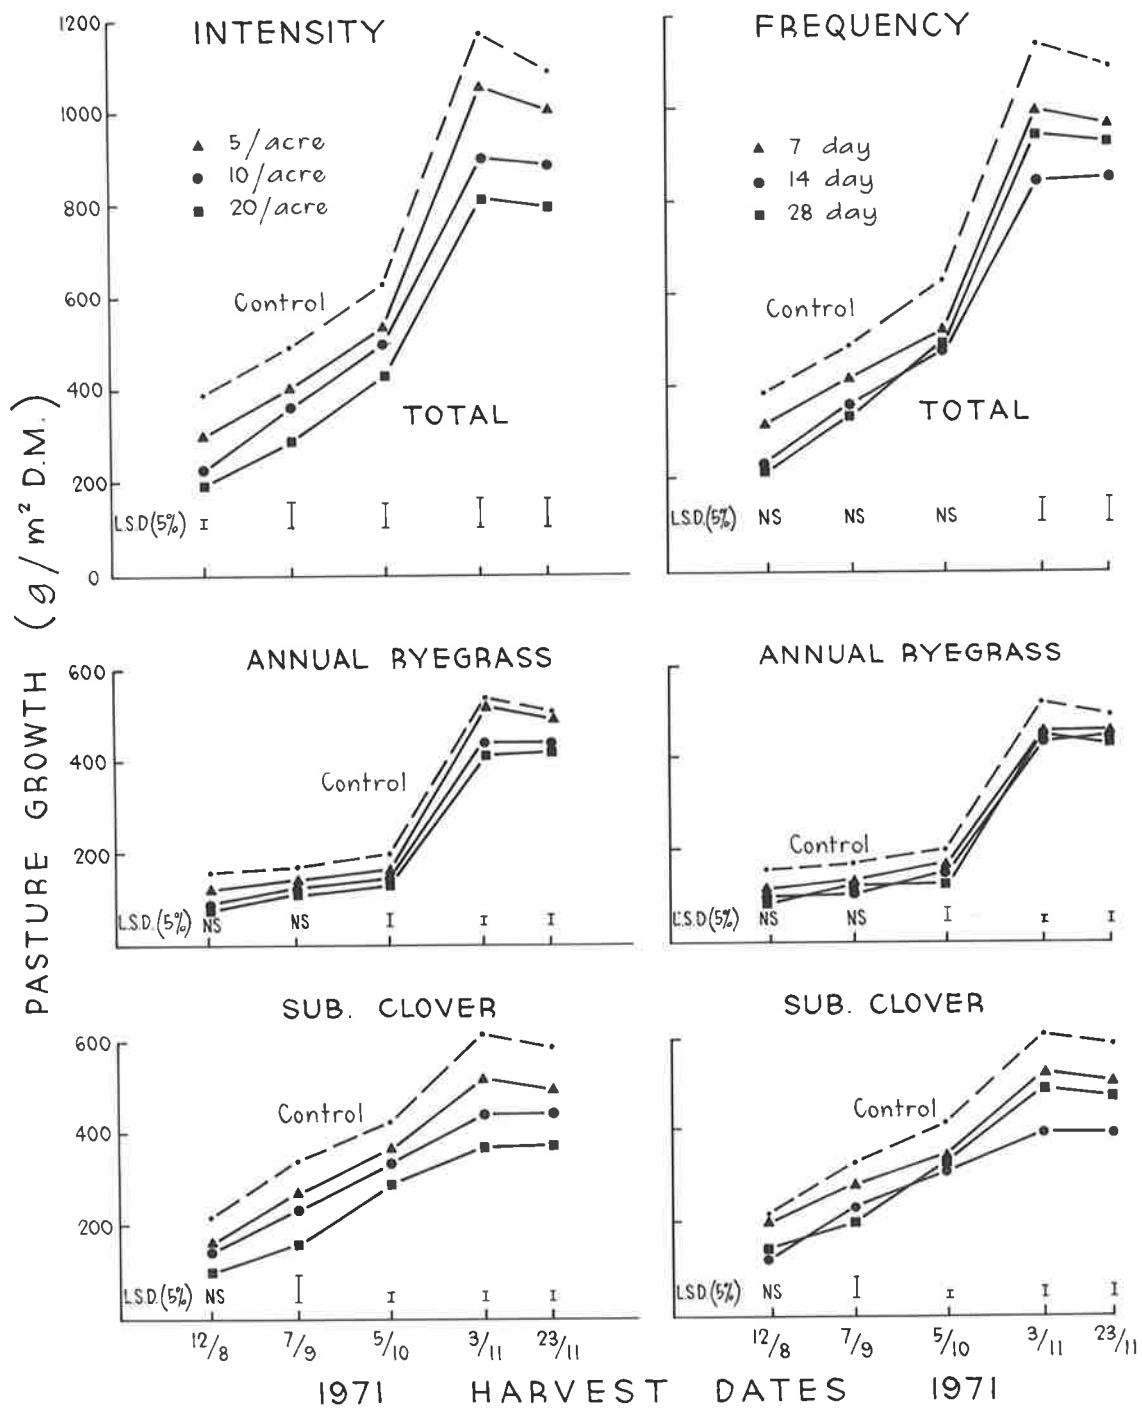 INTENSITY
FREQUENCY
1200
1000
800
600
400
200
0
5/acre
10/acre
20/acre
7 day
14 day
28 day
Control
Control
TOTAL
TOTAL
L.S.D(5%) I I I I I
L.S.D.(5%) NS NS NS I I
PASTURE GROWTH (g/m² D.M.)
ANNUAL RYEGRASS
ANNUAL RYEGRASS
600
400
200
Control
Control
L.S.D.(5%) NS NS I I I
L.S.D(5%) NS NS I I I
SUB. CLOVER
SUB. CLOVER
600
400
200
Control
Control
L.S.D.(5%) NS I I I I
L.S.D.(5%) NS I I I I
12/8 7/9 5/10 3/11 23/11
12/8 7/9 5/10 3/11 23/11
1971 HARVEST DATES 1971